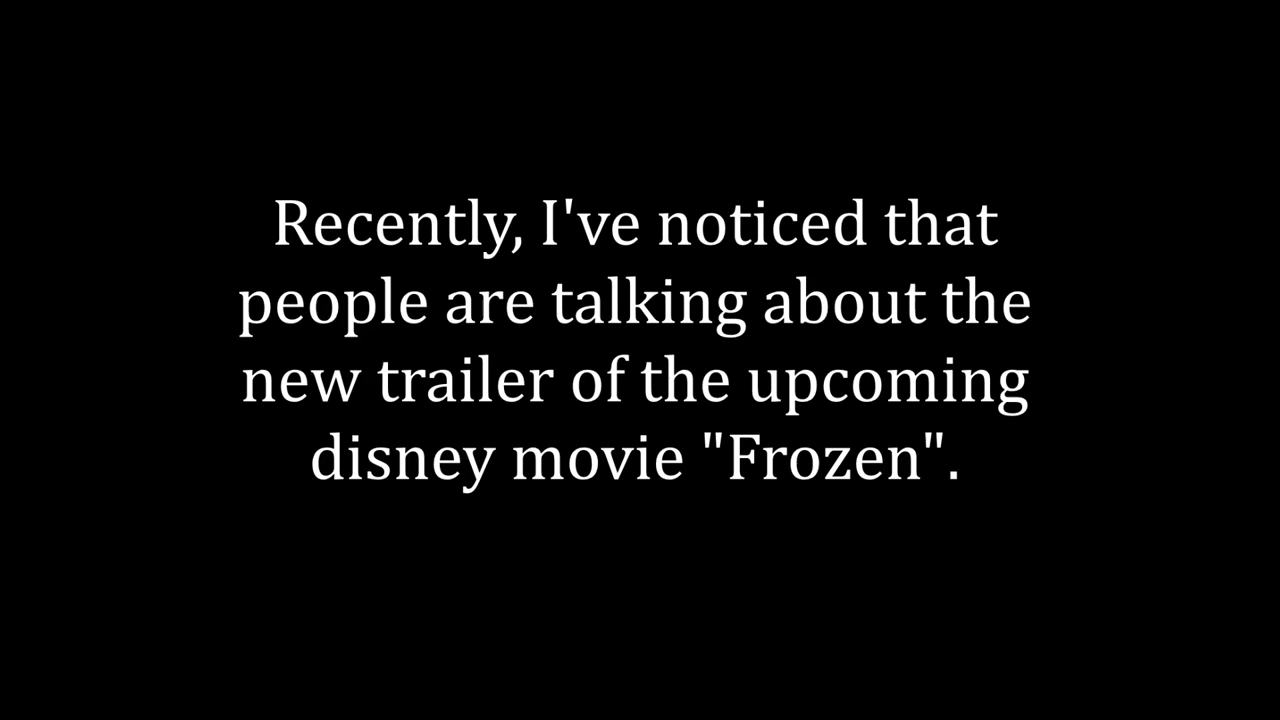 Recently, I've noticed that
people are talking about the
new trailer of the upcoming
disney movie "Frozen".